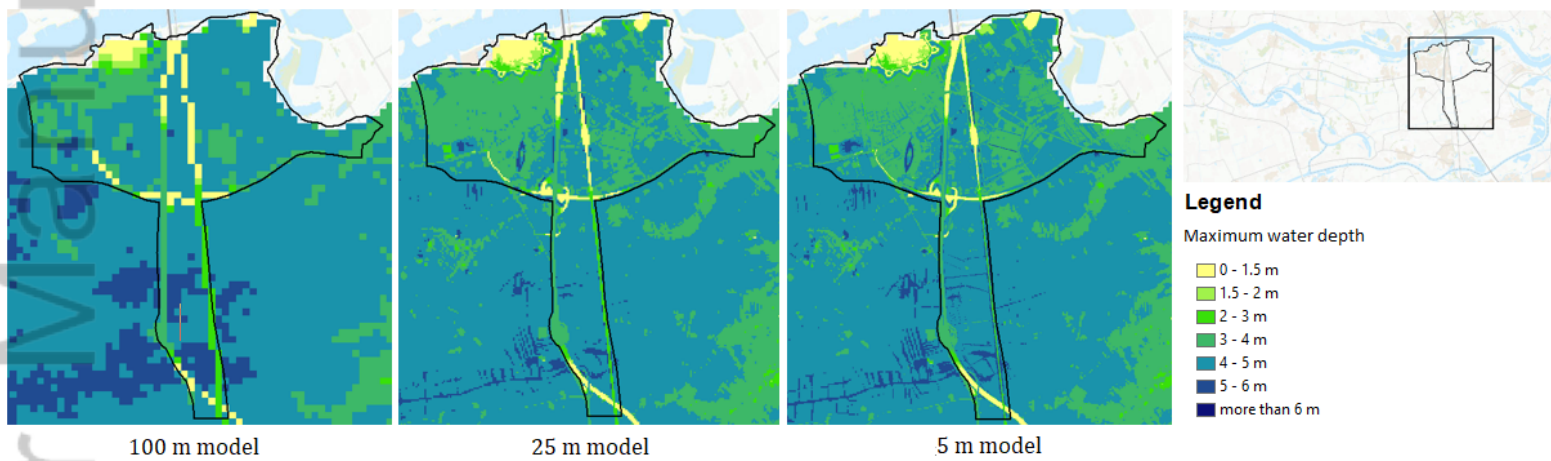 r Manu
100 m model
25 m model
5 m model
Legend
Maximum water depth
0 - 1.5 m
1.5 - 2 m
2 - 3 m
3 - 4 m
4 - 5 m
5 - 6 m
more than 6 m